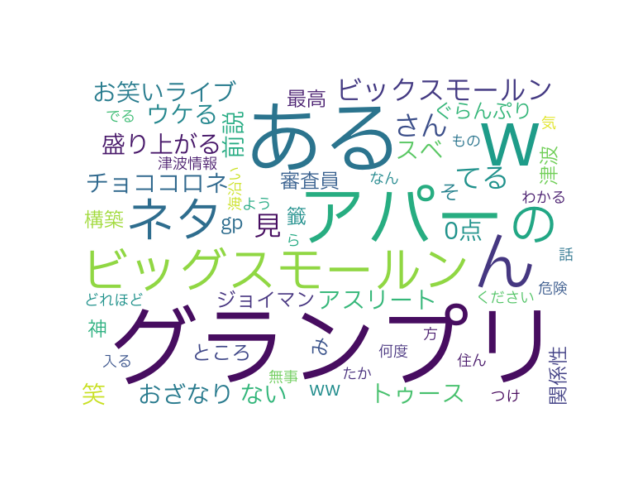 お笑いライブ
最高
ビックスモールン
でる
ウケる
前説
ある
さん
ぐらんぷり
w
気
盛り上がる
スベ
もの
津波情報
津波
チョココロネ
海沿い
審査員
なん
そ
てる
わかる
構築
ネタ
gp
よう
見
籤
ら
アパー
0点
の
ビッグスモールン
ん
話
どれほど
ジョイマン
アスリート
ください
危険
グランプリ
神
入る
ところ
お
何度
方
住ん
関係性
たか
無事
笑
おざなり
ない
ww
トゥース
つけ